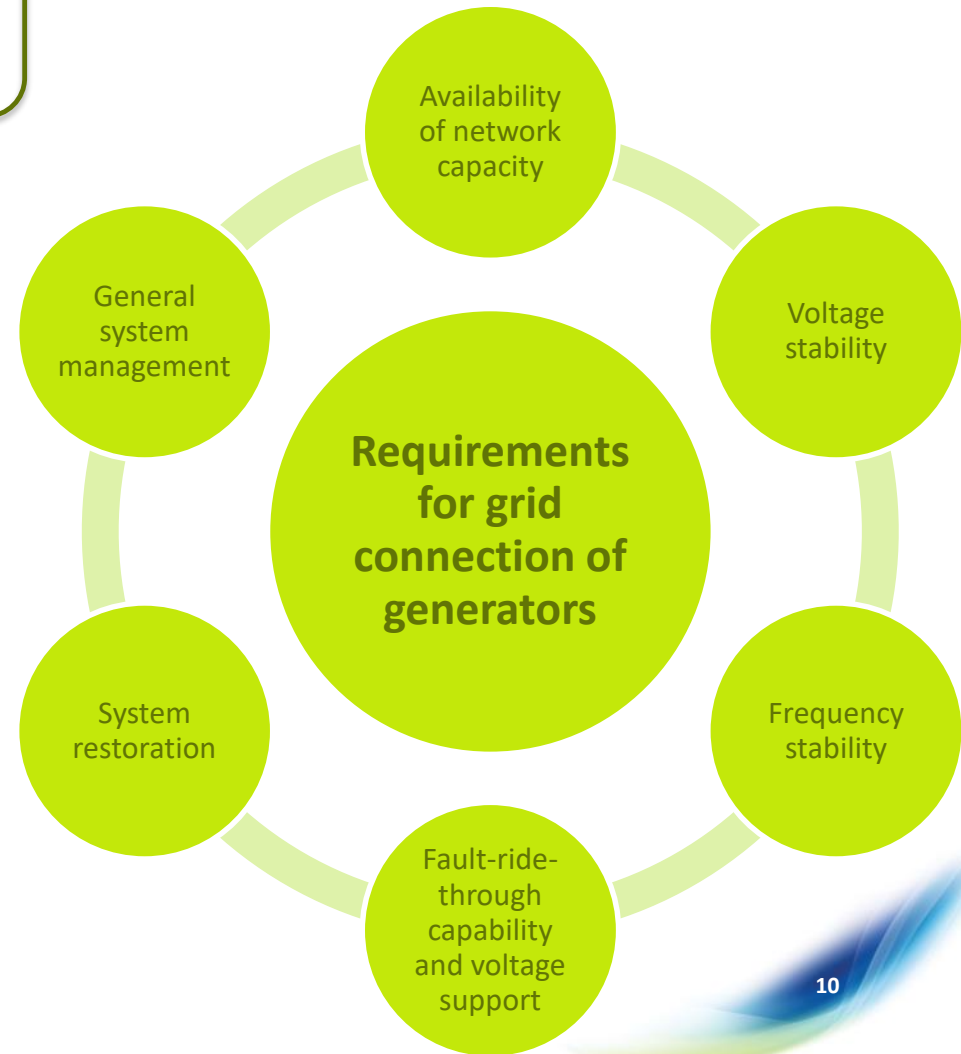 Availability
of network
capacity
Voltage
stability
Frequency
stability
Fault-ride-
through
capability
and voltage
support
System
restoration
General
system
management
Requirements
for grid
connection of
generators
10